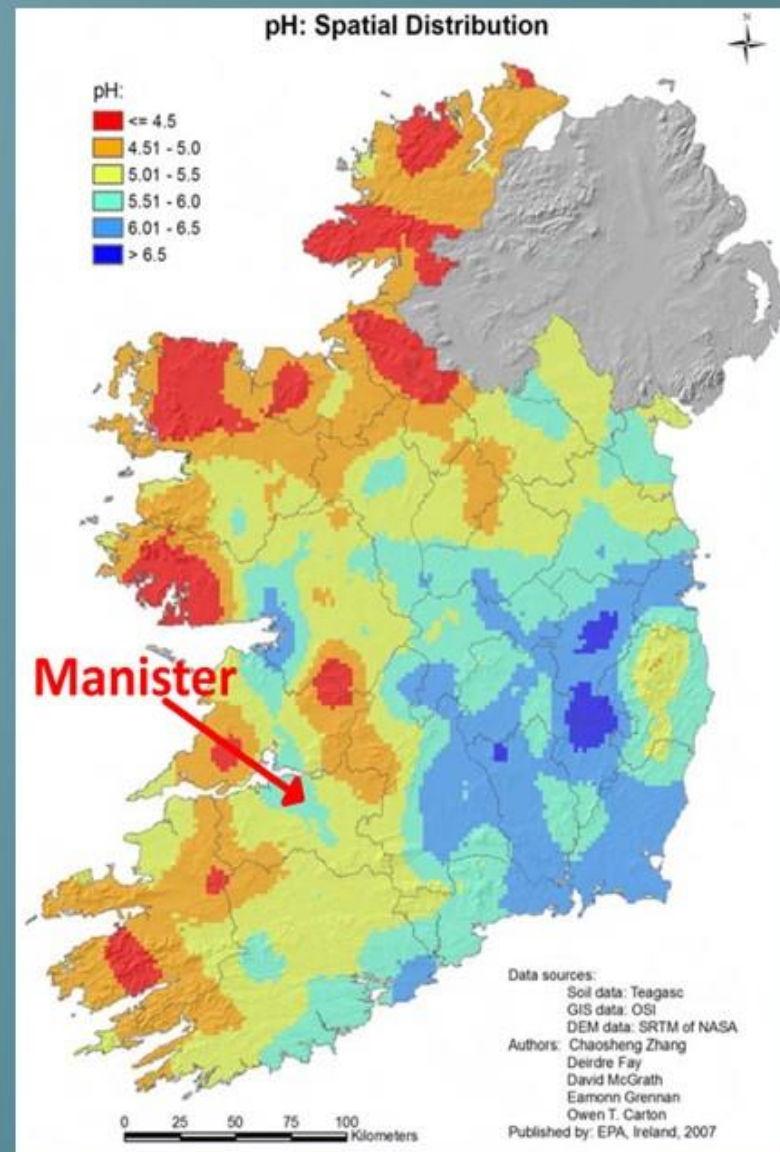 pH: Spatial Distribution
N
pH:
<= 4.5
4.51 - 5.0
5.01 - 5.5
5.51 - 6.0
6.01 - 6.5
> 6.5
Manister
Data sources:
Soil data: Teagasc
GIS data: OSI
DEM data: SRTM of NASA
Authors: Chaosheng Zhang
Deirdre Fay
David McGrath
Eamonn Grennan
Owen T. Carton
Published by: EPA, Ireland, 2007
0 25 50 75 100
Kilometers